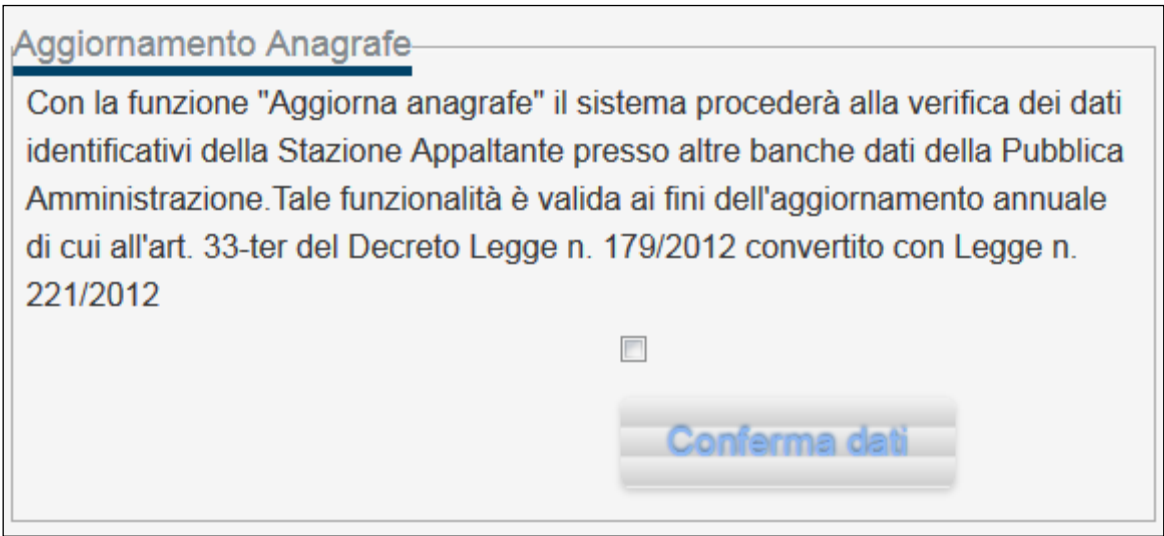 Aggiornamento Anagrafe
Con la funzione "Aggiorna anagrafe" il sistema procederà alla verifica dei dati
identificativi della Stazione Appaltante presso altre banche dati della Pubblica
Amministrazione.Tale funzionalità è valida ai fini dell'aggiornamento annuale
di cui all'art. 33-ter del Decreto Legge n. 179/2012 convertito con Legge n.
221/2012
Conferma dati